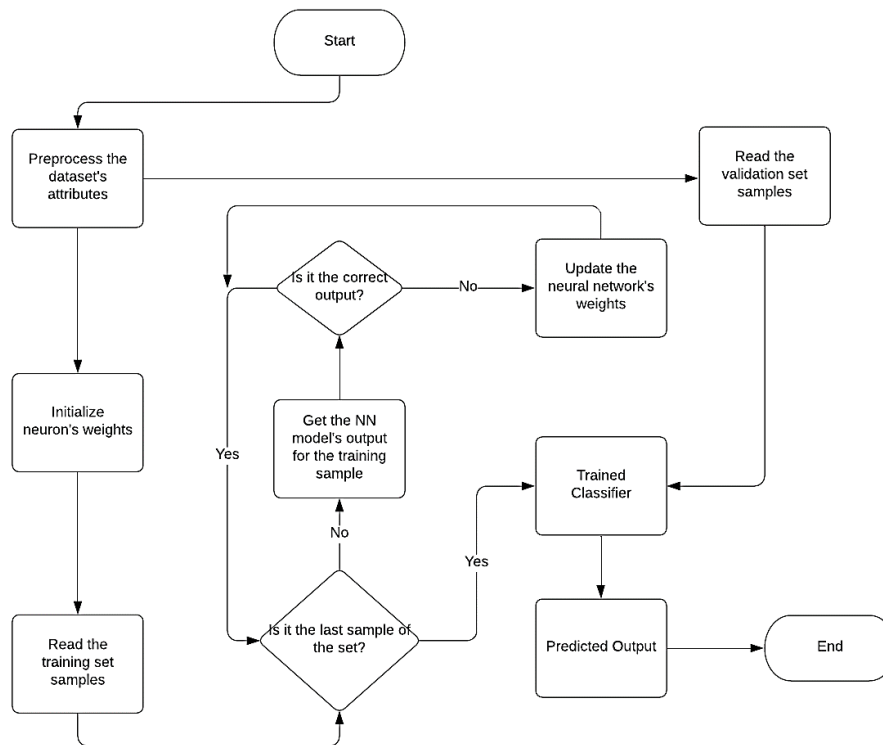 Start
Preprocess the
dataset's
attributes
Read the
validation set
samples
Is it the correct
output?
No
Update the
neural network's
weights
Initialize
neuron's weights
Get the NN
model's output
for the training
sample
Yes
Trained
Classifier
No
Yes
Read the
training set
samples
Is it the last sample of
the set?
Predicted Output
End